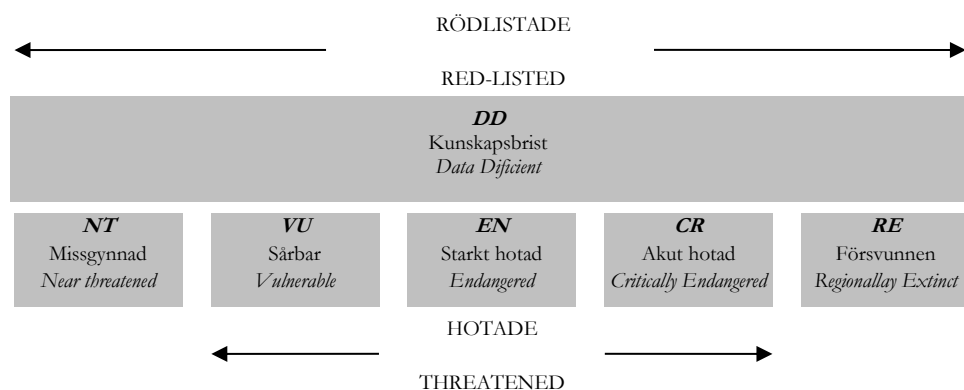 RÖDLISTADE
RED-LISTED
DD
Kunskapsbrist
Data Dificient
NT
Missgynnad
Near threatened
VU
Sårbar
Vulnerable
EN
Starkt hotad
Endangered
CR
Akut hotad
Critically Endangered
RE
Försvunnen
Regionallay Extinct
HOTADE
THREATENED